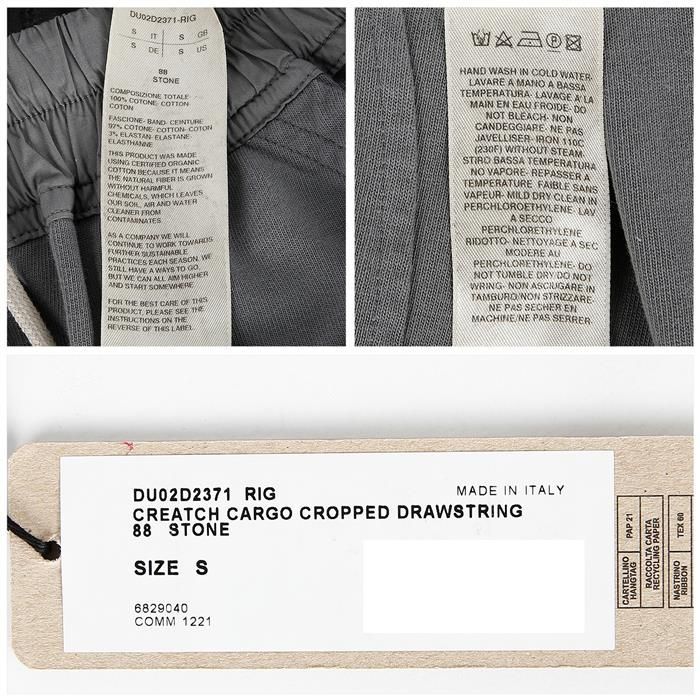 DU02D2371-RIG
S IT S GB
S DE S US
88
STONE
COMPOSIZIONE TOTALE-
100% COTONE- COTTON-
COTON
FASCIONE- BAND- CEINTURE
97% COTONE- COTTON- COTON
3% ELASTAN- ELASTANE-
ELASTHANNE
THIS PRODUCT WAS MADE
USING CERTIFIED ORGANIC
COTTON BECAUSE IT MEANS
THE NATURAL FIBER IS GROWN
WITHOUT HARMFUL
CHEMICALS, WHICH LEAVES
OUR SOIL, AIR AND WATER
CLEANER FROM
CONTAMINATES.
AS A COMPANY WE WILL
CONTINUE TO WORK TOWARDS
FURTHER SUSTAINABLE
PRACTICES EACH SEASON. WE
STILL HAVE A WAYS TO GO,
BUT WE CAN ALL AIM HIGHER
AND START SOMEWHERE.
FOR THE BEST CARE OF THIS
PRODUCT, PLEASE SEE THE
INSTRUCTIONS ON THE
REVERSE OF THIS LABEL.
HAND WASH IN COLD WATER-
LAVARE A MANO A BASSA
TEMPERATURA- LAVAGE A' LA
MAIN EN EAU FROIDE- DO
NOT BLEACH- NON
CANDEGGIARE- NE PAS
JAVELLISER- IRON 110C
(230F) WITHOUT STEAM-
STIRO BASSA TEMPERATURA
NO VAPORE- REPASSER A
TEMPERATURE FAIBLE SANS
VAPEUR- MILD DRY CLEAN IN
PERCHLOROETHYLENE- LAV
A SECCO
PERCHLOROETHYLENE
RIDOTTO- NETTOYAGE A SEC
MODERE AU
PERCHLORETHYLENE- DO
NOT TUMBLE DRY/DO NOT
WRING- NON ASCIUGARE IN
TAMBURO/NON STRIZZARE-
NE PAS SECHER EN
MACHINE/NE PAS SERRER
DU02D2371 RIG
MADE IN ITALY
CREATCH CARGO CROPPED DRAWSTRING
88 STONE
SIZE S
6829040
COMM 1221
CARTELLINO
HANGTAG
PAP 21
RACCOLTA CARTA
RECYCLING PAPER
NASTRINO
RIBBON
TEX 60